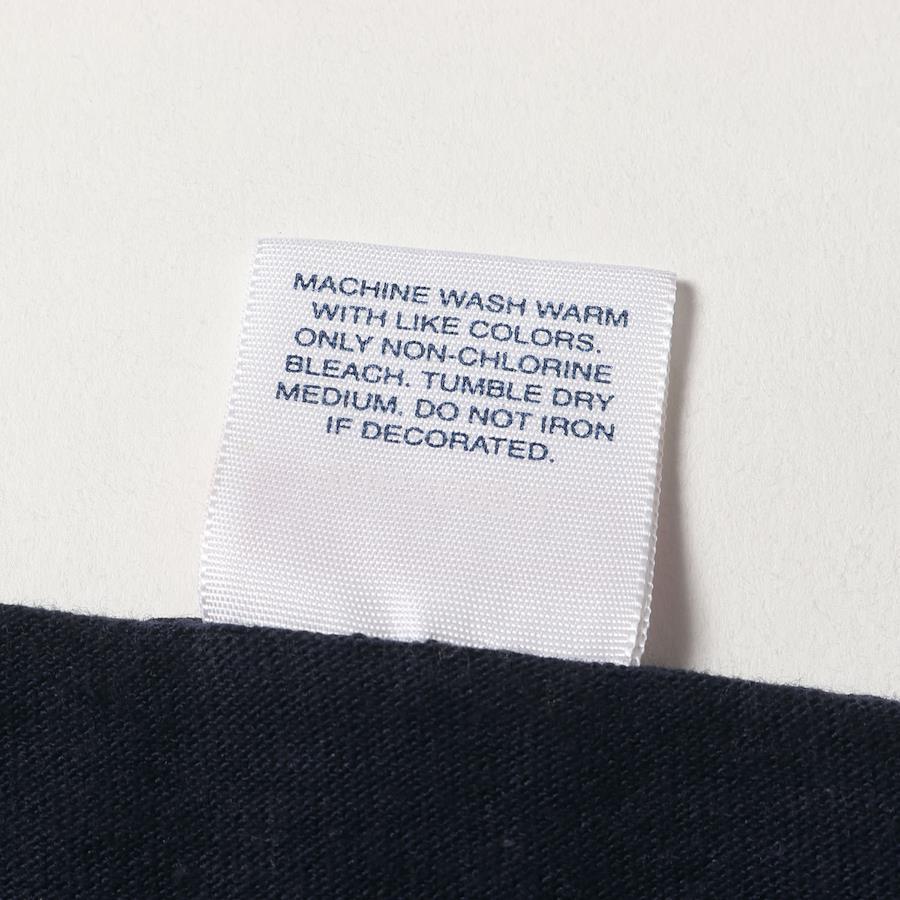 MACHINE WASH WARM
WITH LIKE COLORS.
ONLY NON-CHLORINE
BLEACH. TUMBLE DRY
MEDIUM. DO NOT IRON
IF DECORATED.